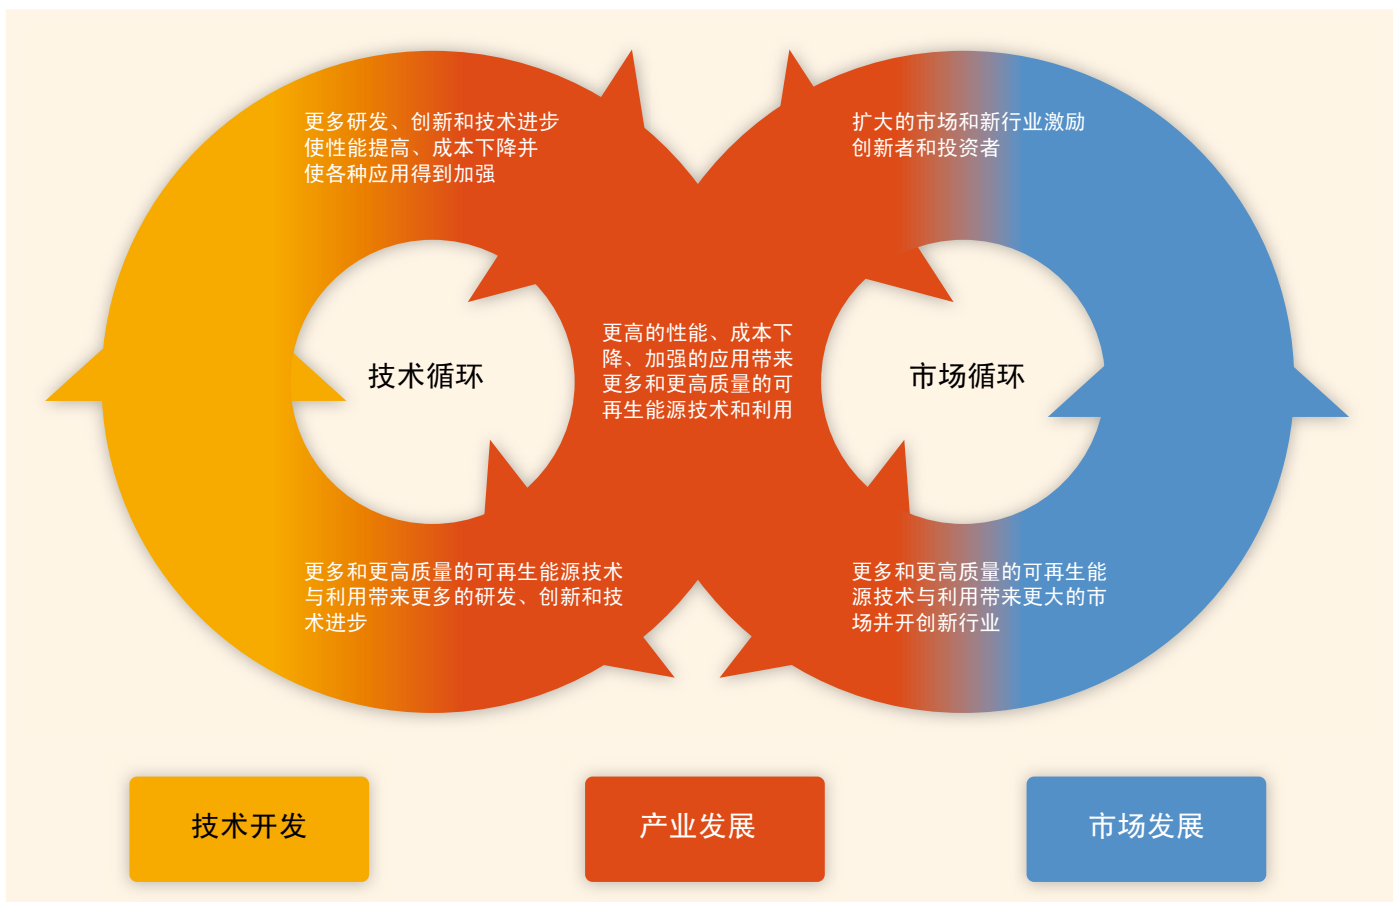 更多研发、创新和技术进步
使性能提高、成本下降并
使各种应用得到加强
扩大的市场和新行业激励
创新者和投资者
技术循环
更高的性能、成本下
降、加强的应用带来
更多和更高质量的可
再生能源技术和利用
市场循环
更多和更高质量的可再生能源技术
与利用带来更多的研发、创新和技
术进步
更多和更高质量的可再生能
源技术与利用带来更大的市
场并开创新行业
技术开发
产业发展
市场发展